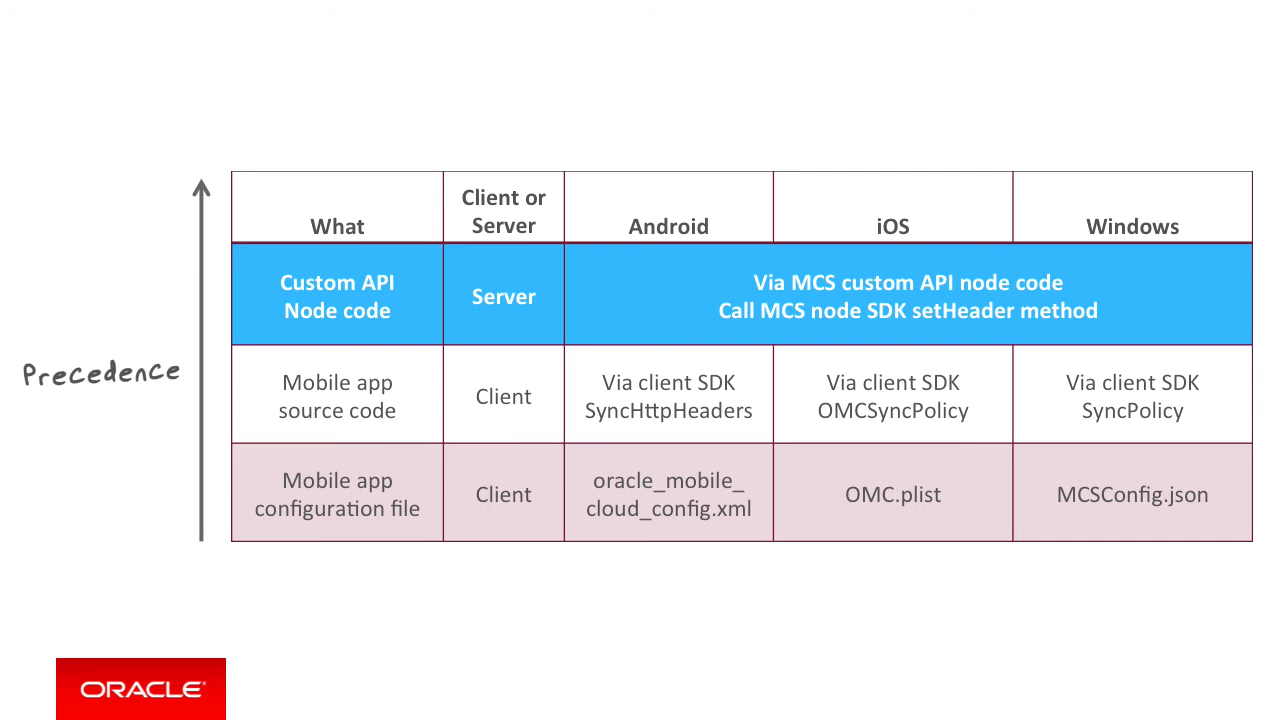 What
Client or
Server
Android
iOS
Windows
Custom API
Node code
Server
Via MCS custom API node code
Call MCS node SDK setHeader method
Precedence
Mobile app
source code
Client
Via client SDK
SyncHttpHeaders
Via client SDK
OMCSyncPolicy
Via client SDK
SyncPolicy
Mobile app
configuration file
Client
oracle_mobile_
cloud_config.xml
OMC.plist
MCSConfig.json
ORACLE®